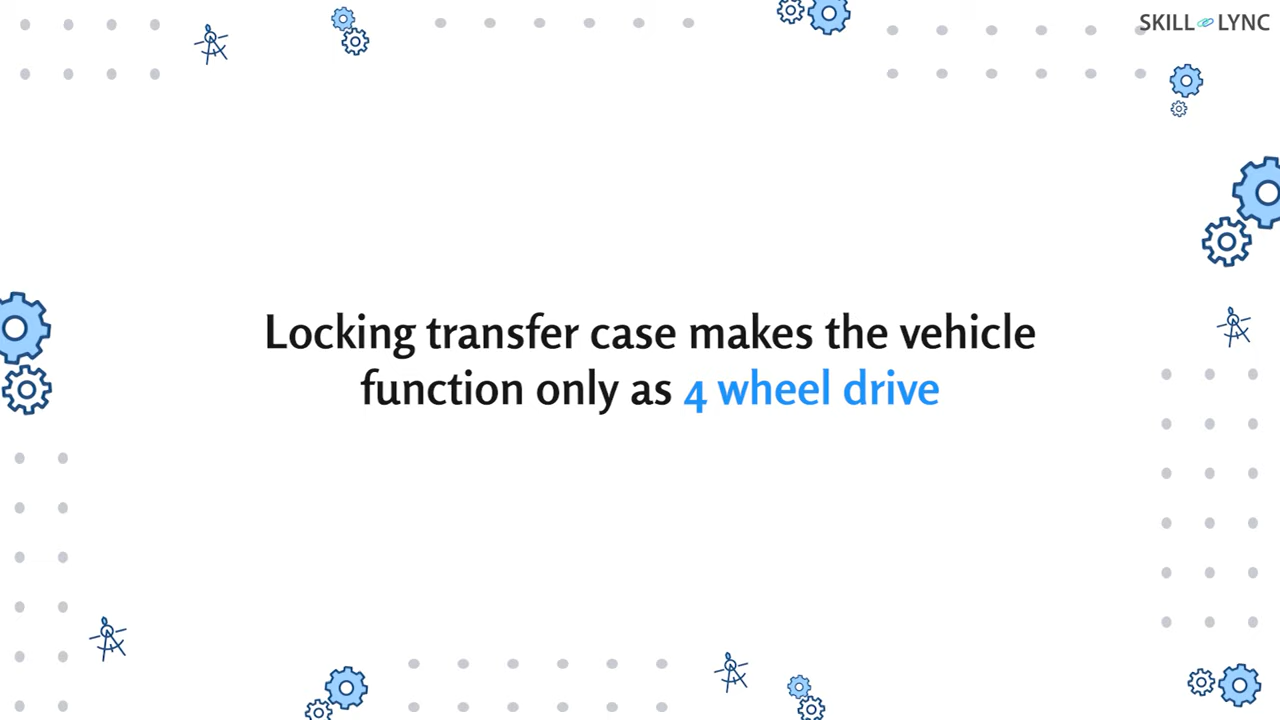 SKILL LYNC
Locking transfer case makes the vehicle
function only as 4 wheel drive